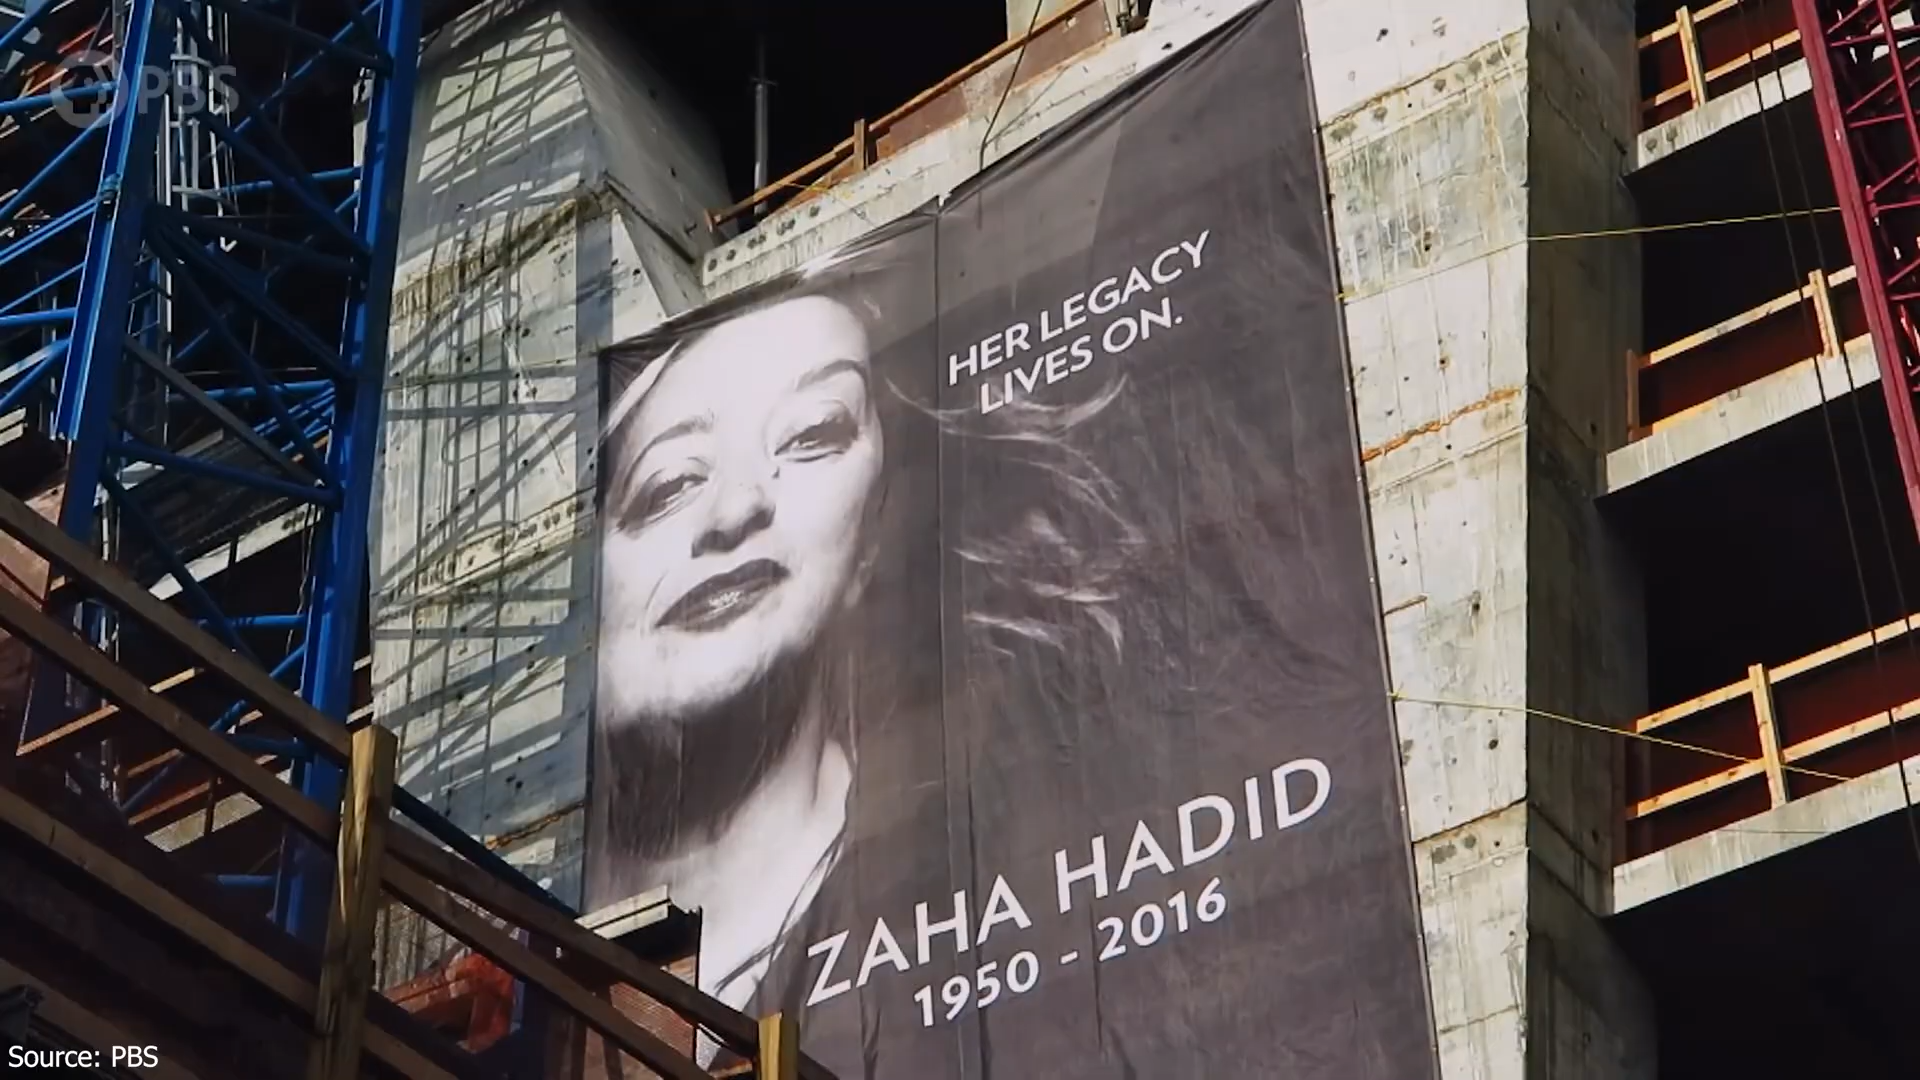 PBS
HER LEGACY
LIVES ON.
ZAHA HADID
1950 - 2016
Source: PBS